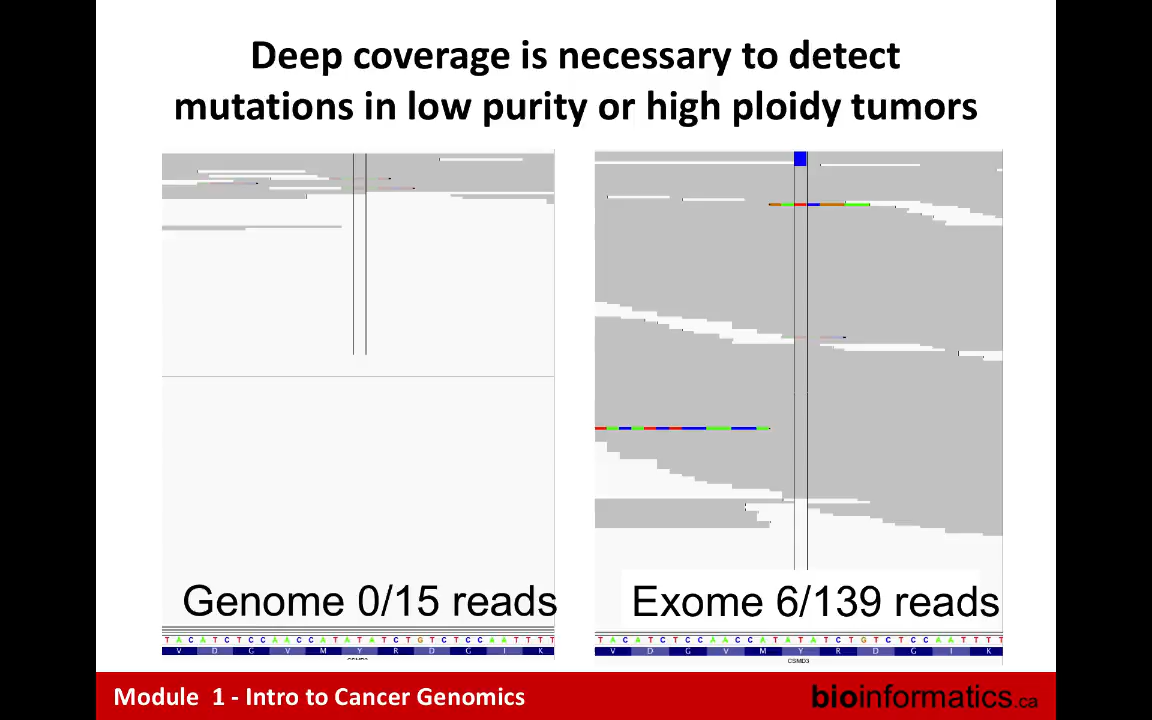 Deep coverage is necessary to detect
mutations in low purity or high ploidy tumors
Genome 0/15 reads
Exome 6/139 reads
T A C A T C T C C A A C C A T A T A T C T G T C T C C A A T T T T
T A C A T C T C C A A C C A T A T A T C T G T C T C C A A T T T T
V D G V M Y R D G I K
V D G V M Y R D G I K
CSMD3
Module 1 - Intro to Cancer Genomics
bioinformatics.ca